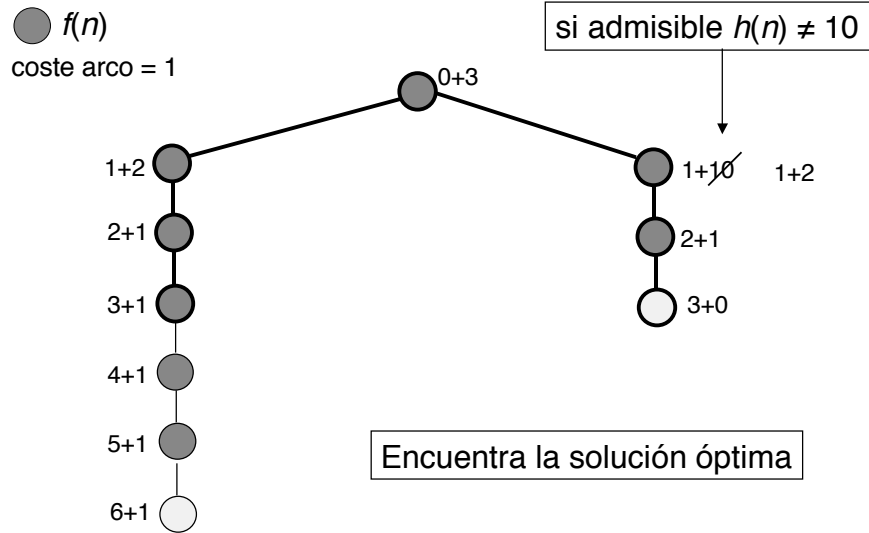 f(n)
coste arco = 1
si admisible h(n) ≠ 10
0+3
1+2
1+10
1+2
2+1
2+1
3+1
3+0
4+1
5+1
Encuentra la solución óptima
6+1